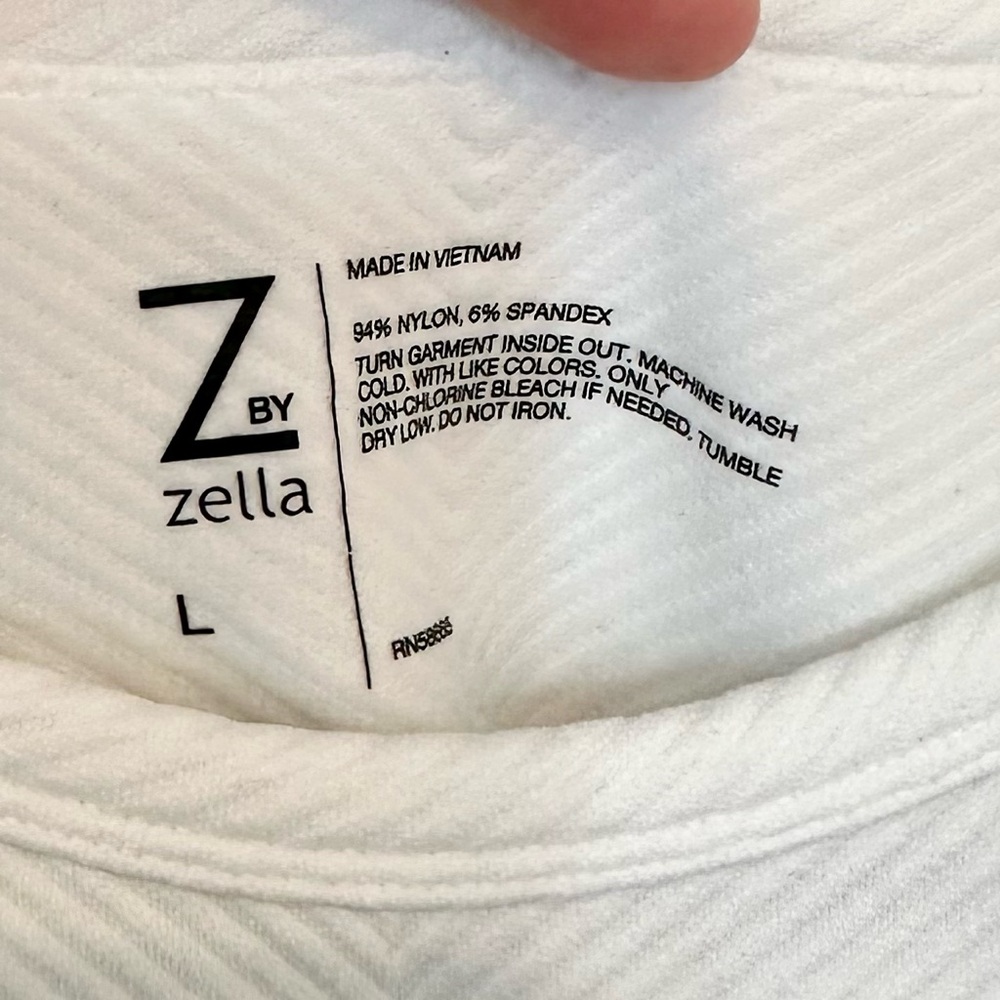 Z BY
zella
L
MADE IN VIETNAM
94% NYLON, 6% SPANDEX
TURN GARMENT INSIDE OUT. MACHINE WASH
COLD. WITH LIKE COLORS. ONLY
NON-CHLORINE BLEACH IF NEEDED. TUMBLE
DRY LOW. DO NOT IRON.